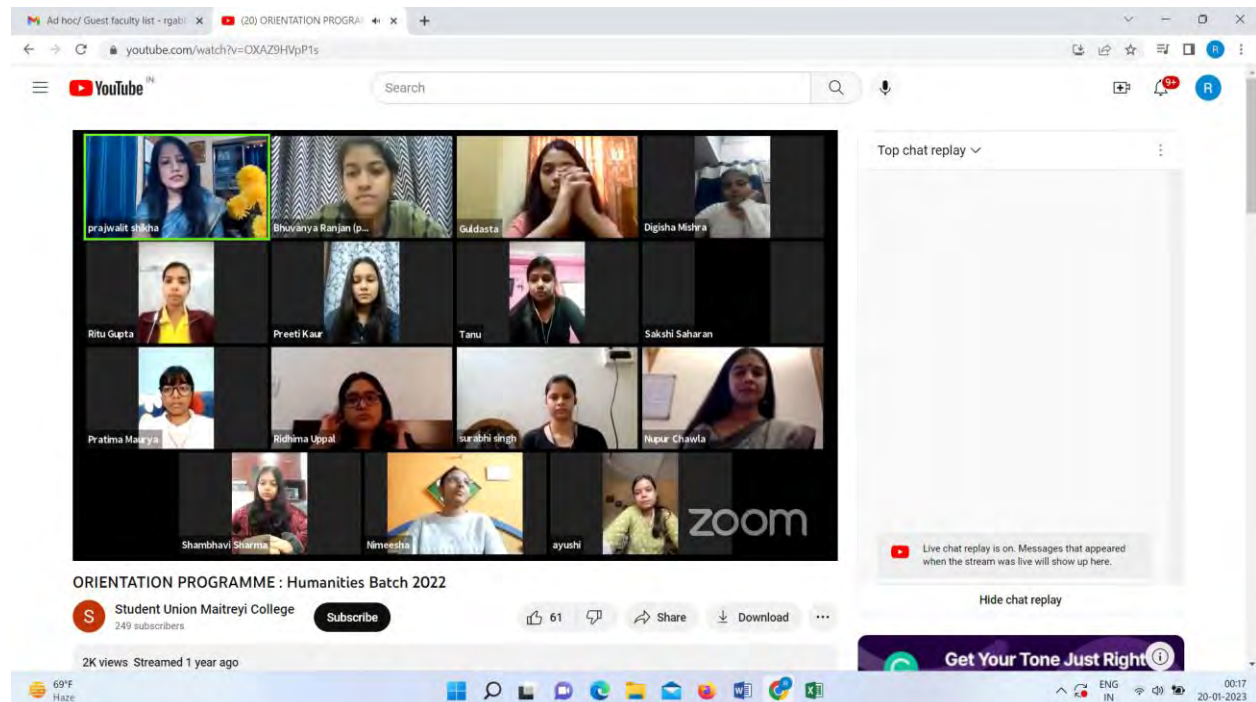 Ad hoc/ Guest faculty list - rgabi
(20) ORIENTATION PROGRA
youtube.com/watch?v=OXAZ9HVpP1s
R
YouTube IN
Search
9+
R
prajwalit shikha
Bhuvanya Ranjan (p...
Guldasta
Digisha Mishra
Ritu Gupta
Preeti Kaur
Tanu
Sakshi Saharan
Pratima Maurya
Ridhima Uppal
surabhi singh
Nupur Chawla
Shambhavi Sharma
Nimeesha
ayushi
zoom
Top chat replay
Live chat replay is on. Messages that appeared
when the stream was live will show up here.
Hide chat replay
ORIENTATION PROGRAMME : Humanities Batch 2022
S
Student Union Maitreyi College
249 subscribers
Subscribe
61
Share
Download
2K views Streamed 1 year ago
Get Your Tone Just Right
69°F
Haze
ENG
IN
00:17
20-01-2023